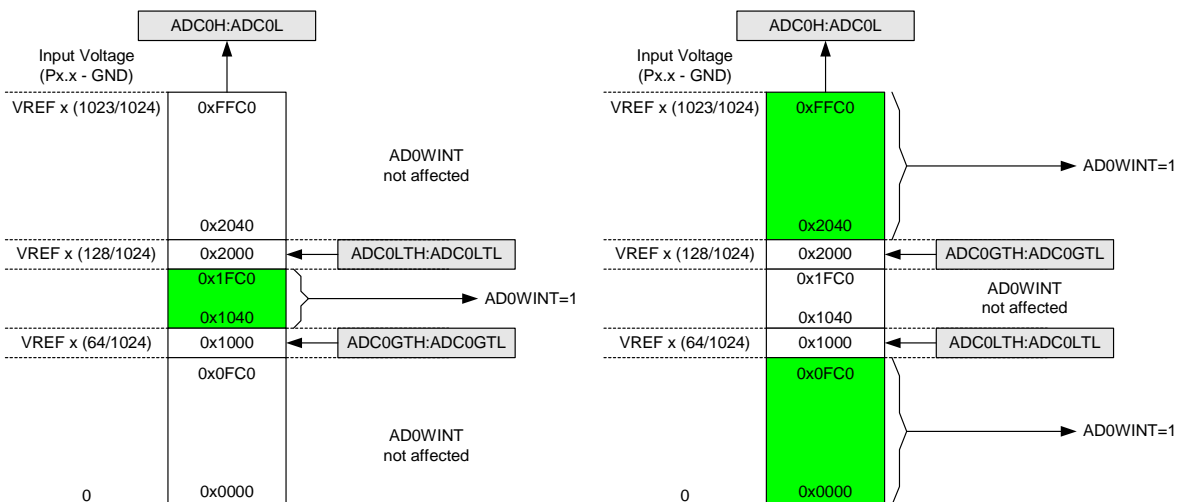 ADC0H:ADC0L
Input Voltage
(Px.x - GND)
VREF x (1023/1024)
0xFFC0
AD0WINT
not affected
0x2040
VREF x (128/1024)
0x2000
ADC0LTH:ADC0LTL
0x1FC0
AD0WINT=1
0x1040
VREF x (64/1024)
0x1000
ADC0GTH:ADC0GTL
0x0FC0
AD0WINT
not affected
0
0x0000
ADC0H:ADC0L
Input Voltage
(Px.x - GND)
VREF x (1023/1024)
0xFFC0
AD0WINT=1
0x2040
VREF x (128/1024)
0x2000
ADC0GTH:ADC0GTL
0x1FC0
AD0WINT
not affected
0x1040
VREF x (64/1024)
0x1000
ADC0LTH:ADC0LTL
0x0FC0
AD0WINT=1
0
0x0000